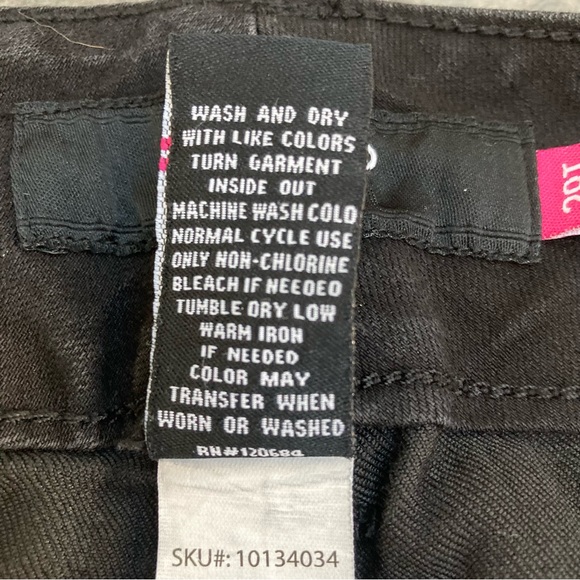 WASH AND DRY
WITH LIKE COLORS
TURN GARMENT
INSIDE OUT
MACHINE WASH COLD
NORMAL CYCLE USE
ONLY NON-CHLORINE
BLEACH IF NEEDED
TUMBLE DRY LOW
WARM IRON
IF NEEDED
COLOR MAY
TRANSFER WHEN
WORN OR WASHED
RN#120684
SKU#: 10134034